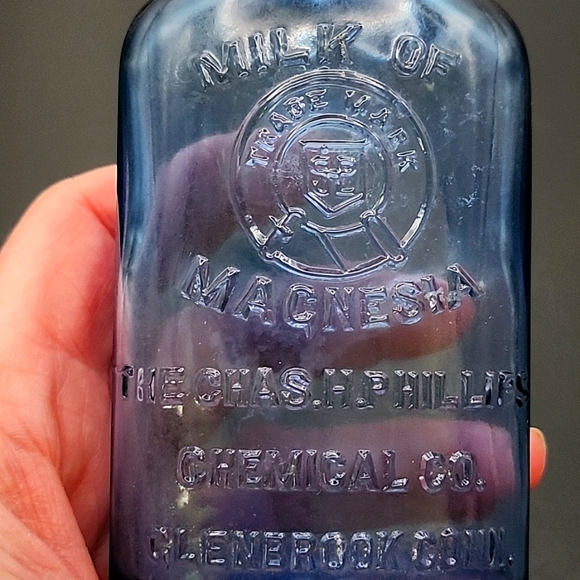 MILK OF
TRADE MARK
MAGNESIA
THE CHAS.H.PHILLIPS
CHEMICAL CO.
GLENBROOK CONN.